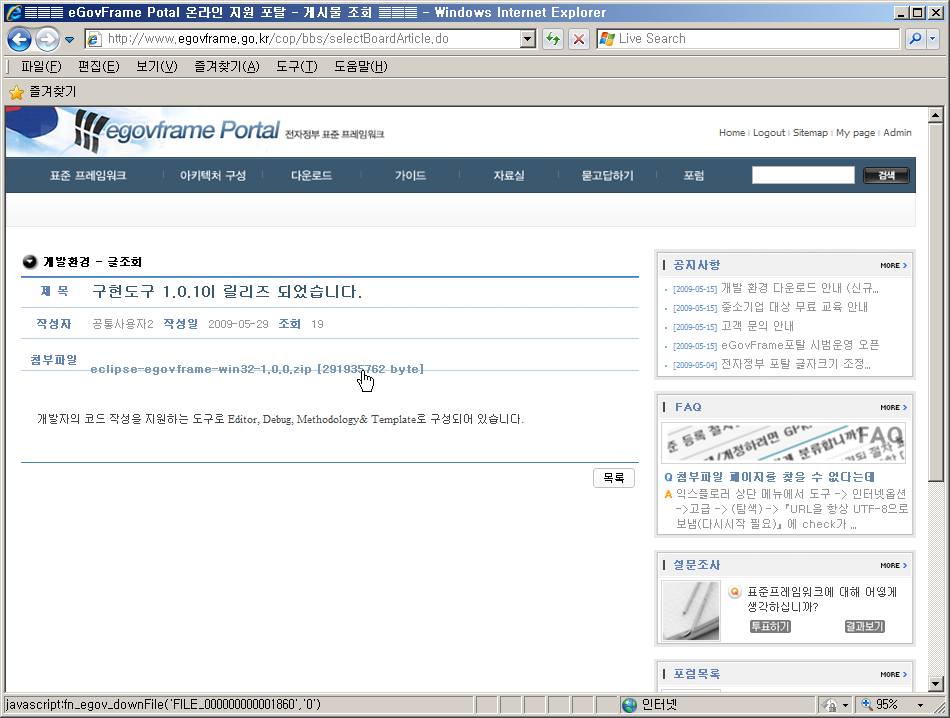 ☰☰☰ eGovFrame Potal 온라인 지원 포탈 - 게시물 조회 ☰☰☰ - Windows Internet Explorer
http://www.egovframe.go.kr/cop/bbs/selectBoardArticle.do
Live Search
파일(F) 편집(E) 보기(V) 즐겨찾기(A) 도구(T) 도움말(H)
즐겨찾기
egovframe Portal 전자정부 표준 프레임워크
Home | Logout | Sitemap | My page | Admin
표준 프레임워크 아키텍처 구성 다운로드 가이드 자료실 묻고답하기 포럼 검색
개발환경 - 글조회
제 목 구현도구 1.0.1이 릴리즈 되었습니다.
작성자 공통사용자2 작성일 2009-05-29 조회 19
첨부파일
eclipse-egovframe-win32-1.0.0.zip [291935762 byte]
개발자의 코드 작성을 지원하는 도구로 Editor, Debug, Methodology& Template로 구성되어 있습니다.
목록
공지사항 MORE
[2009-05-15] 개발 환경 다운로드 안내 (신규...
[2009-05-15] 중소기업 대상 무료 교육 안내
[2009-05-15] 고객 문의 안내
[2009-05-15] eGovFrame포탈 시범운영 오픈
[2009-05-04] 전자정부 포탈 글자크기 조정...
FAQ MORE
FAQ
Q 첨부파일 페이지를 찾을 수 없다는데
A 익스플로러 상단 메뉴에서 도구 -> 인터넷옵션
->고급 -> (탐색) ->『URL을 항상 UTF-8으로
보냄(다시시작 필요)』에 check가 ...
설문조사 MORE
Q 표준프레임워크에 대해 어떻게
생각하십니까?
투표하기 결과보기
포럼목록 MORE
javascript:fn_egov_downFile('FILE_000000000001860','0')
인터넷
95%